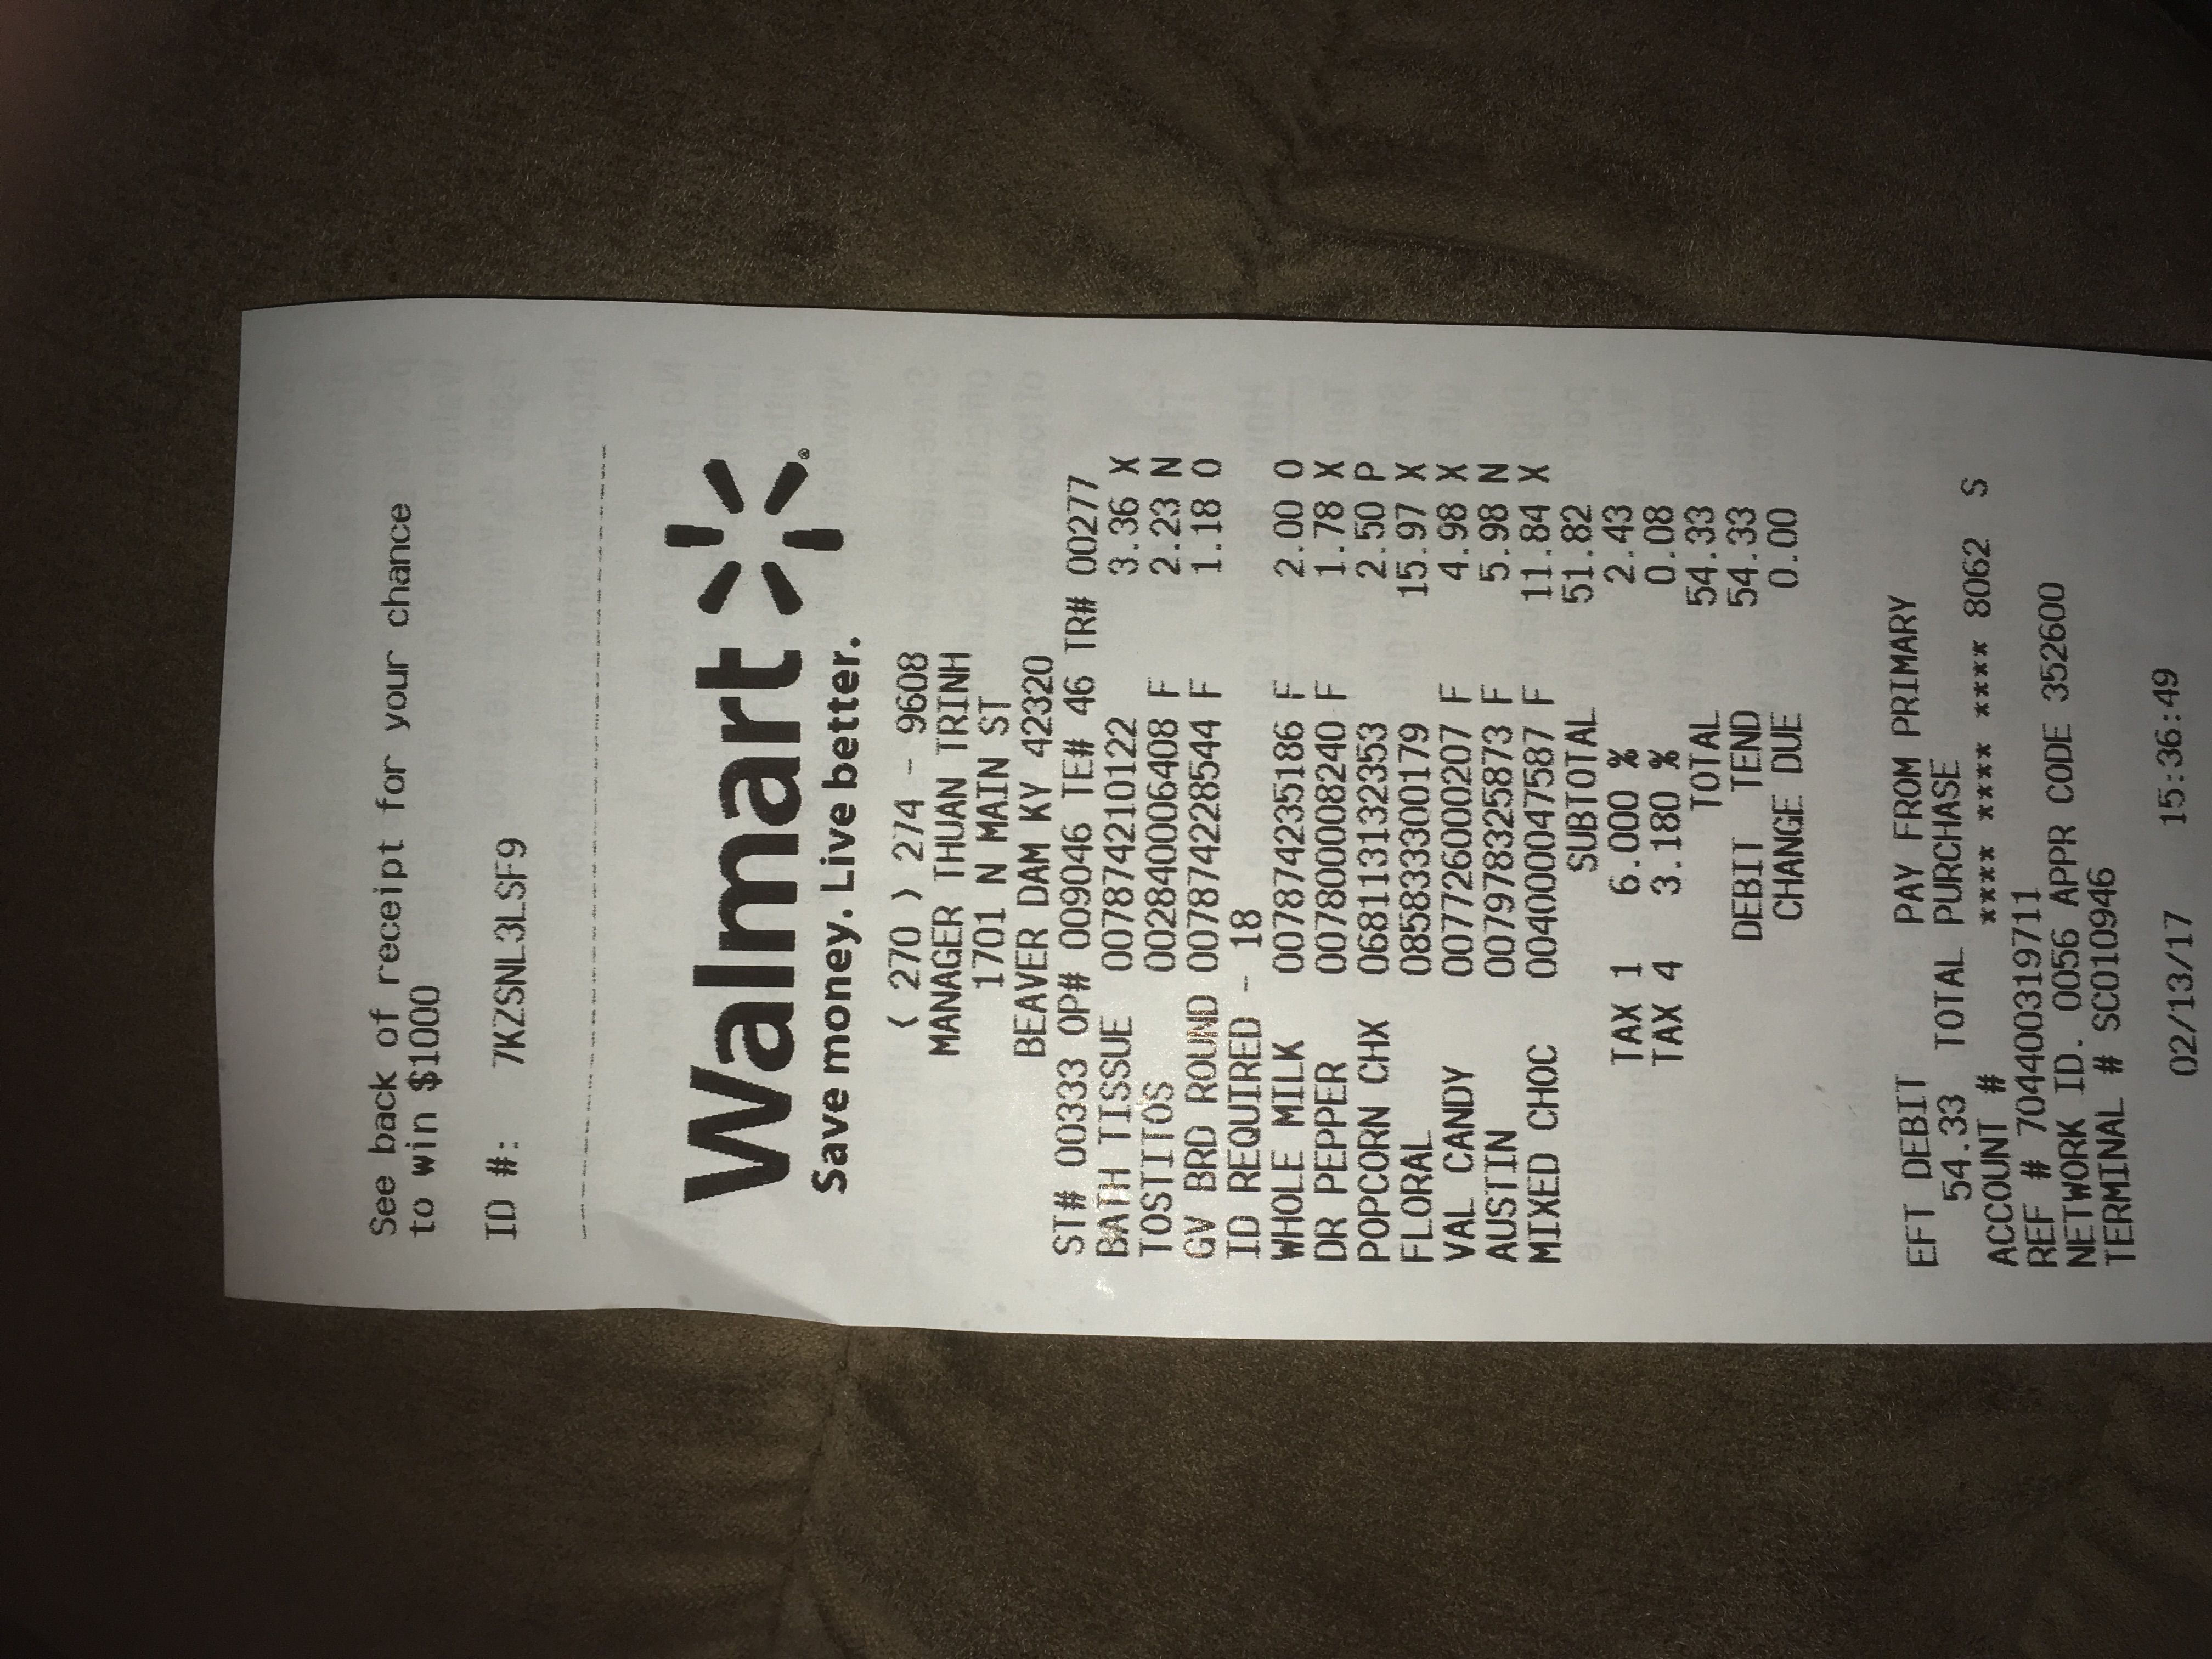 See back of receipt for your chance
to win $1000
ID #: 7KZSNL3LSF9
Walmart
Save money. Live better.
( 270 ) 274 - 9608
MANAGER THUAN TRINH
1701 N MAIN ST
BEAVER DAM KY 42320
ST# 00333 OP# 009046 TE# 46 TR# 00277
BATH TISSUE 007874210122 3.36 X
TOSTITOS 002840006408 F 2.23 N
GV BRD ROUND 007874228544 F 1.18 O
ID REQUIRED - 18
WHOLE MILK 007874235186 F 2.00 O
DR PEPPER 007800008240 F 1.78 X
POPCORN CHX 068113132353 2.50 P
FLORAL 085833300179 15.97 X
VAL CANDY 007726000207 F 4.98 X
AUSTIN 007978325873 F 5.98 N
MIXED CHOC 004000047587 F 11.84 X
SUBTOTAL 51.82
TAX 1 6.000 % 2.43
TAX 4 3.180 % 0.08
TOTAL 54.33
DEBIT TEND 54.33
CHANGE DUE 0.00
EFT DEBIT PAY FROM PRIMARY
54.33 TOTAL PURCHASE
ACCOUNT # **** **** **** 8062 S
REF # 704400319711
NETWORK ID. 0056 APPR CODE 352600
TERMINAL # SC010946
02/13/17 15:36:49